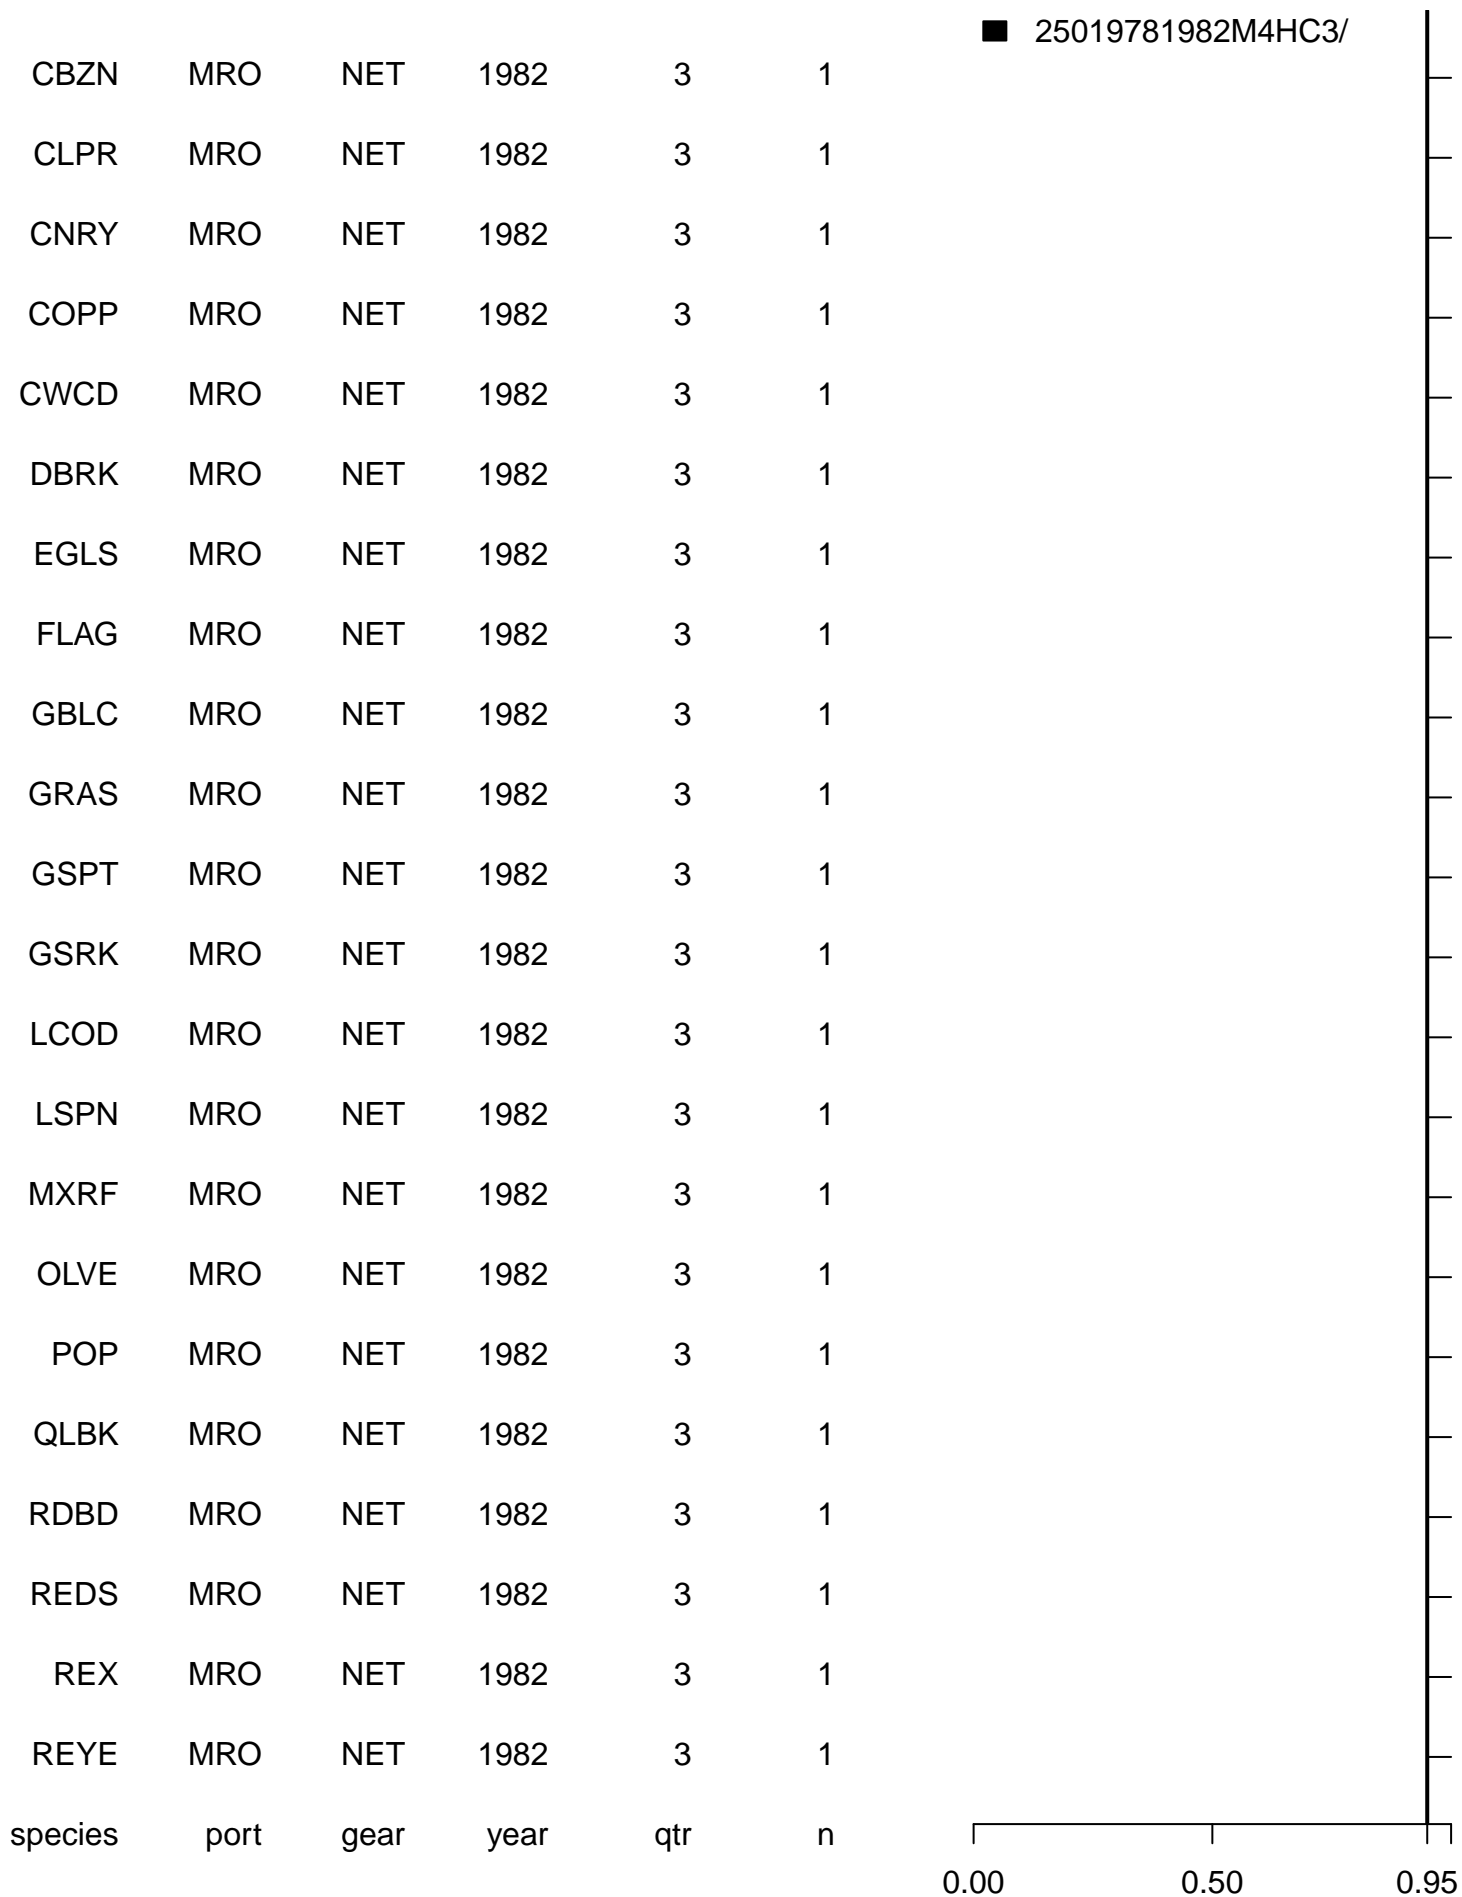 25019781982M4HC3/
CBZN MRO NET 1982 3 1
CLPR MRO NET 1982 3 1
CNRY MRO NET 1982 3 1
COPP MRO NET 1982 3 1
CWCD MRO NET 1982 3 1
DBRK MRO NET 1982 3 1
EGLS MRO NET 1982 3 1
FLAG MRO NET 1982 3 1
GBLC MRO NET 1982 3 1
GRAS MRO NET 1982 3 1
GSPT MRO NET 1982 3 1
GSRK MRO NET 1982 3 1
LCOD MRO NET 1982 3 1
LSPN MRO NET 1982 3 1
MXRF MRO NET 1982 3 1
OLVE MRO NET 1982 3 1
POP MRO NET 1982 3 1
QLBK MRO NET 1982 3 1
RDBD MRO NET 1982 3 1
REDS MRO NET 1982 3 1
REX MRO NET 1982 3 1
REYE MRO NET 1982 3 1
species port gear year qtr n
0.00 0.50 0.95